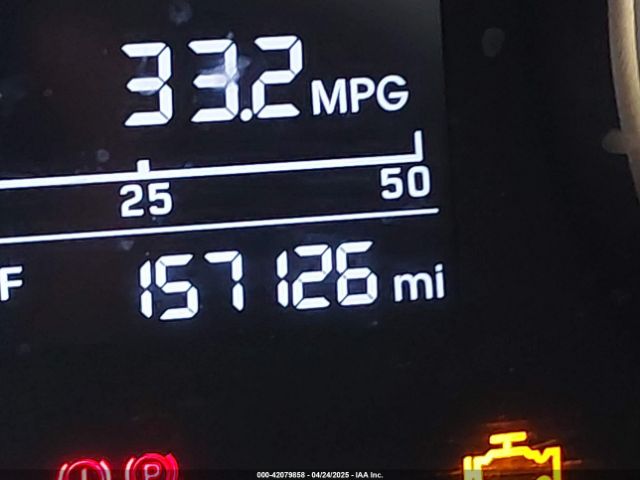 33.2 MPG
25 50
F 157126 mi
P
000-42079858 - 04/24/2025 - IAA Inc.